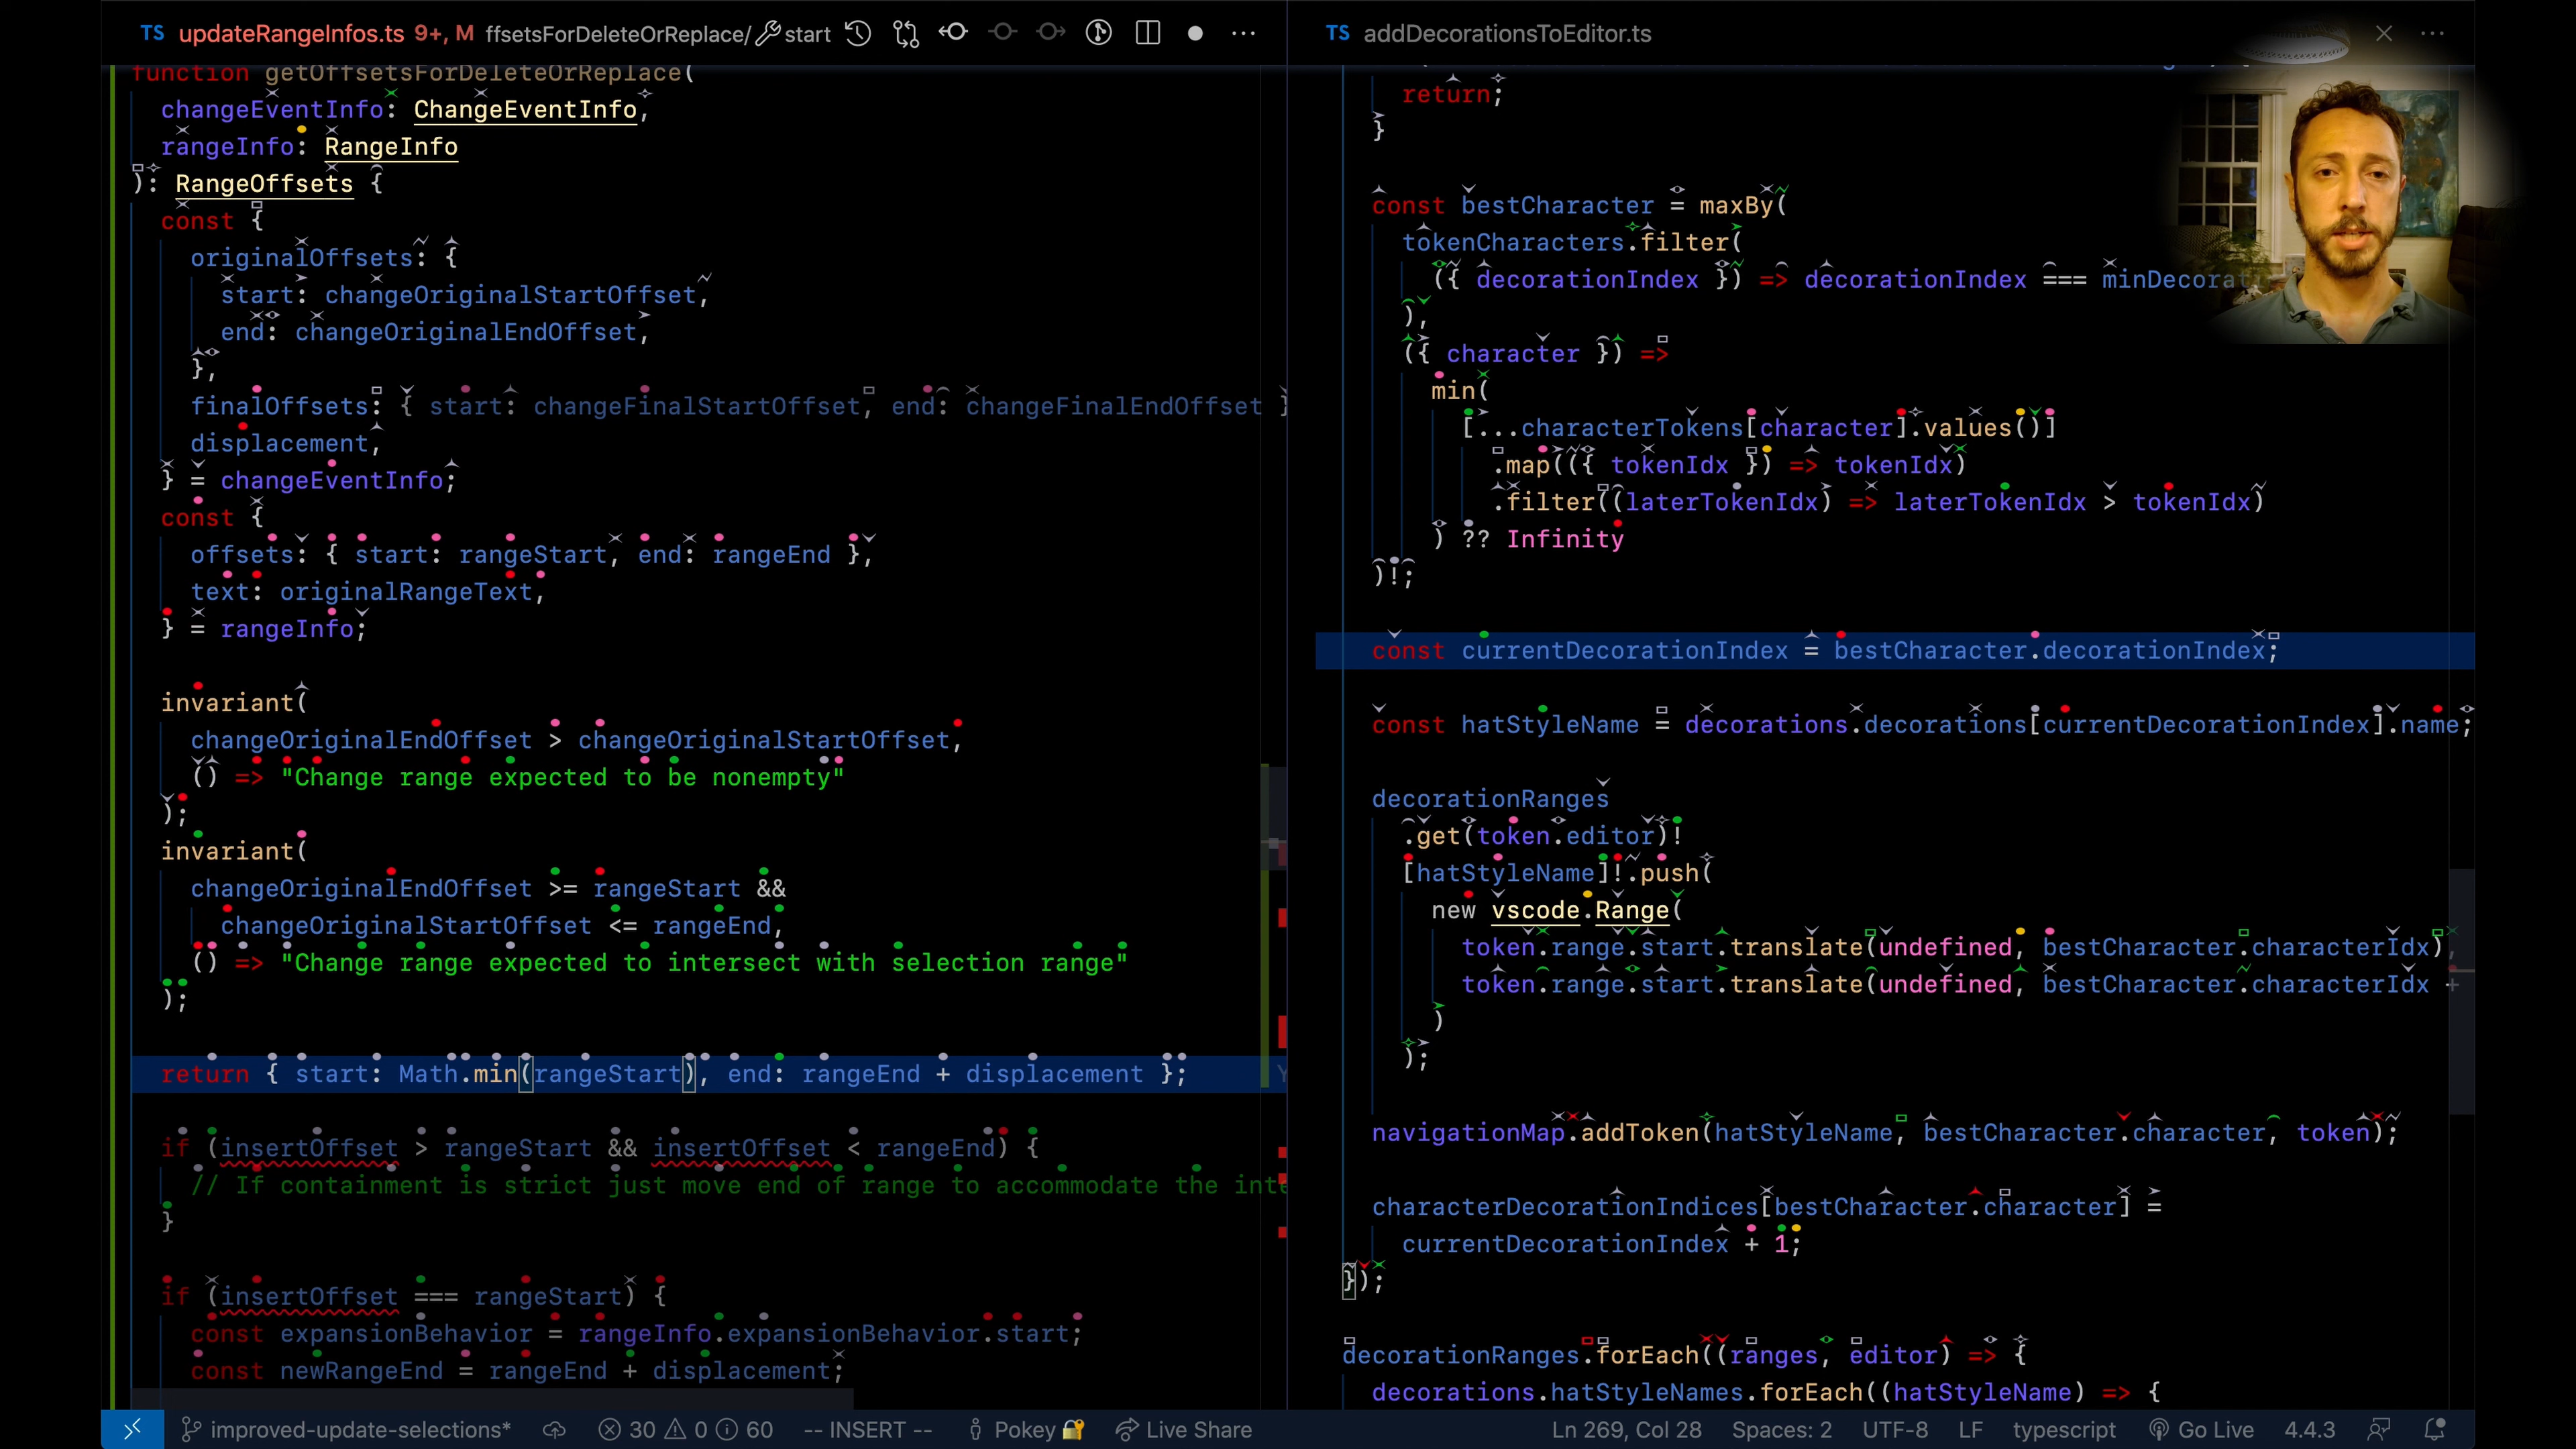 TS updateRangeInfos.ts 9+, M ffsetsForDeleteOrReplace/ start
function getOffsetsForDeleteOrReplace(
changeEventInfo: ChangeEventInfo,
rangeInfo: RangeInfo
): RangeOffsets {
const {
originalOffsets: {
start: changeOriginalStartOffset,
end: changeOriginalEndOffset,
},
finalOffsets: { start: changeFinalStartOffset, end: changeFinalEndOffset }
displacement,
} = changeEventInfo;
const {
offsets: { start: rangeStart, end: rangeEnd },
text: originalRangeText,
} = rangeInfo;
invariant(
changeOriginalEndOffset > changeOriginalStartOffset,
() => "Change range expected to be nonempty"
);
invariant(
changeOriginalEndOffset >= rangeStart &&
changeOriginalStartOffset <= rangeEnd,
() => "Change range expected to intersect with selection range"
);
return { start: Math.min(rangeStart), end: rangeEnd + displacement };
if (insertOffset > rangeStart && insertOffset < rangeEnd) {
// If containment is strict just move end of range to accommodate the
}
if (insertOffset === rangeStart) {
const expansionBehavior = rangeInfo.expansionBehavior.start;
const newRangeEnd = rangeEnd + displacement;
TS addDecorationsToEditor.ts
return;
}
const bestCharacter = maxBy(
tokenCharacters.filter(
({ decorationIndex }) => decorationIndex === minDecorat
),
({ character }) =>
min(
[...characterTokens[character].values()]
.map(({ tokenIdx }) => tokenIdx)
.filter((laterTokenIdx) => laterTokenIdx > tokenIdx)
) ?? Infinity
)!;
const currentDecorationIndex = bestCharacter.decorationIndex;
const hatStyleName = decorations.decorations[currentDecorationIndex].name;
decorationRanges
.get(token.editor)!
[hatStyleName]!.push(
new vscode.Range(
token.range.start.translate(undefined, bestCharacter.characterIdx),
token.range.start.translate(undefined, bestCharacter.characterIdx +
)
);
navigationMap.addToken(hatStyleName, bestCharacter.character, token);
characterDecorationIndices[bestCharacter.character] =
currentDecorationIndex + 1;
});
decorationRanges.forEach((ranges, editor) => {
decorations.hatStyleNames.forEach((hatStyleName) => {
improved-update-selections* 30 0 60 -- INSERT -- Pokey Live Share Ln 269, Col 28 Spaces: 2 UTF-8 LF typescript Go Live 4.4.3